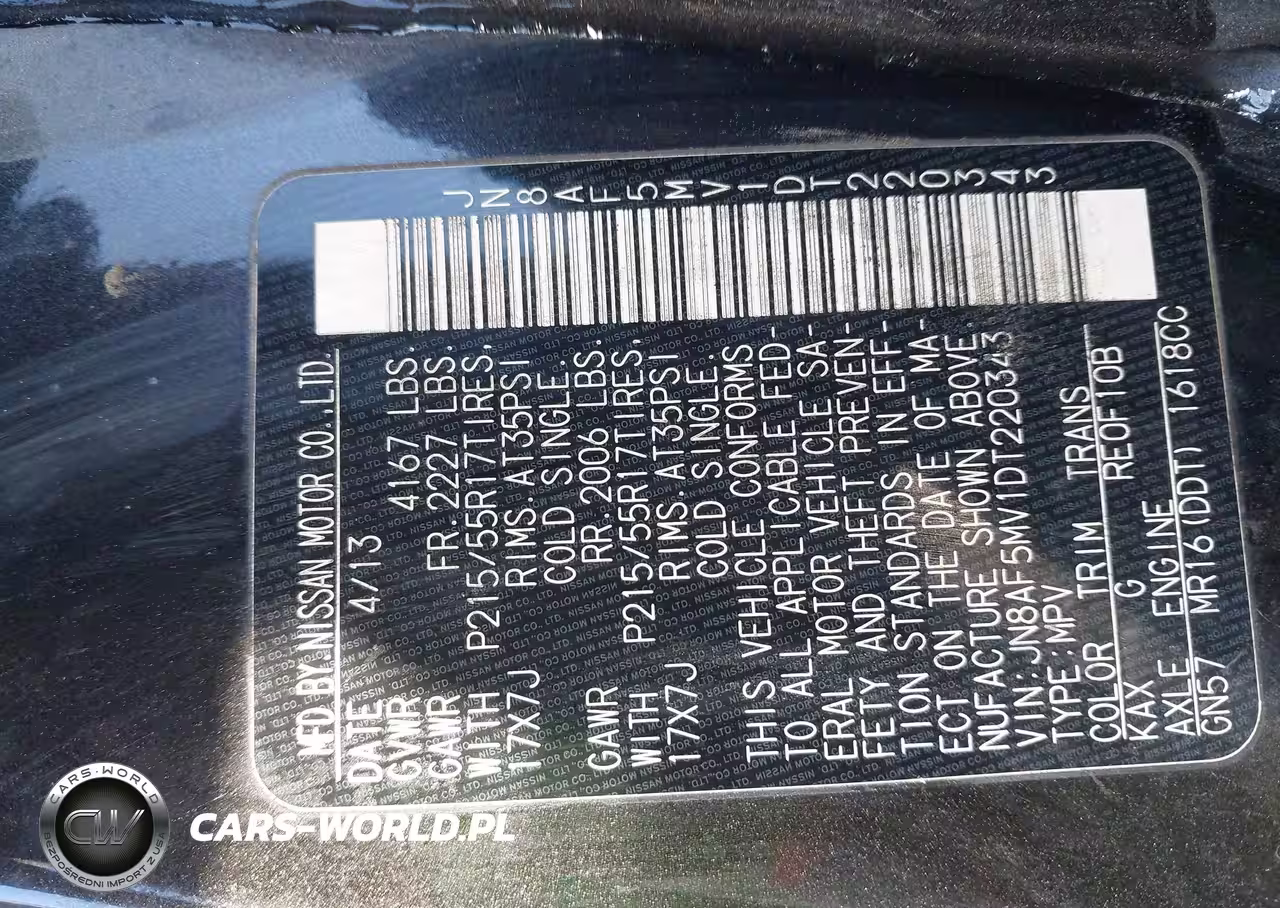 JN8AF5MV1DT220343
MFD BY.NISSAN MOTOR CO.,LTD.
DATE 4/13
GVWR 4167 LBS.
GAWR FR.2227 LBS.
WITH P215/55R17TIRES.
17X7J RIMS.AT35PSI
COLD SINGLE.
GAWR RR.2006 LBS.
WITH P215/55R17TIRES.
17X7J RIMS.AT35PSI
COLD SINGLE.
THIS VEHICLE CONFORMS
TO ALL APPLICABLE FED-
ERAL MOTOR VEHICLE SA-
FETY AND THEFT PREVEN-
TION STANDARDS IN EFF-
ECT ON THE DATE OF MA-
NUFACTURE SHOWN ABOVE.
VIN:JN8AF5MV1DT220343
TYPE:MPV
COLOR TRIM TRANS
KAX G RE0F10B
AXLE ENGINE
GN57 MR16(DDT) 1618CC
CARS-WORLD
CW
BEZPOŚREDNI IMPORT Z USA
CARS-WORLD.PL